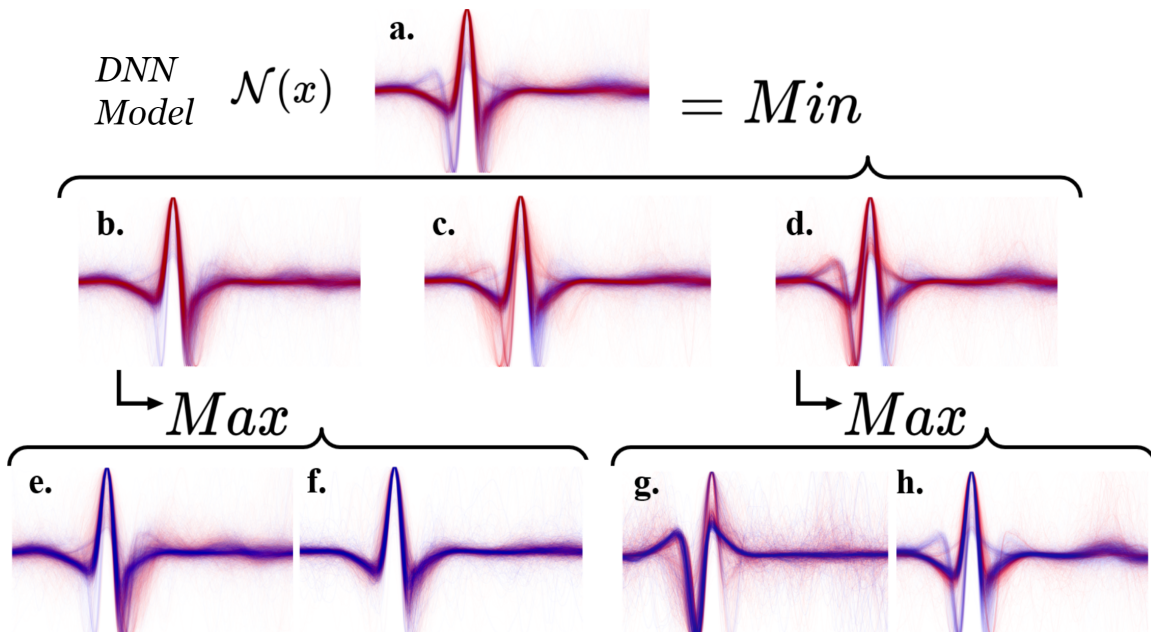 a.
DNN
Model
𝒩(x)
= Min
b.
c.
d.
Max
Max
e.
f.
g.
h.